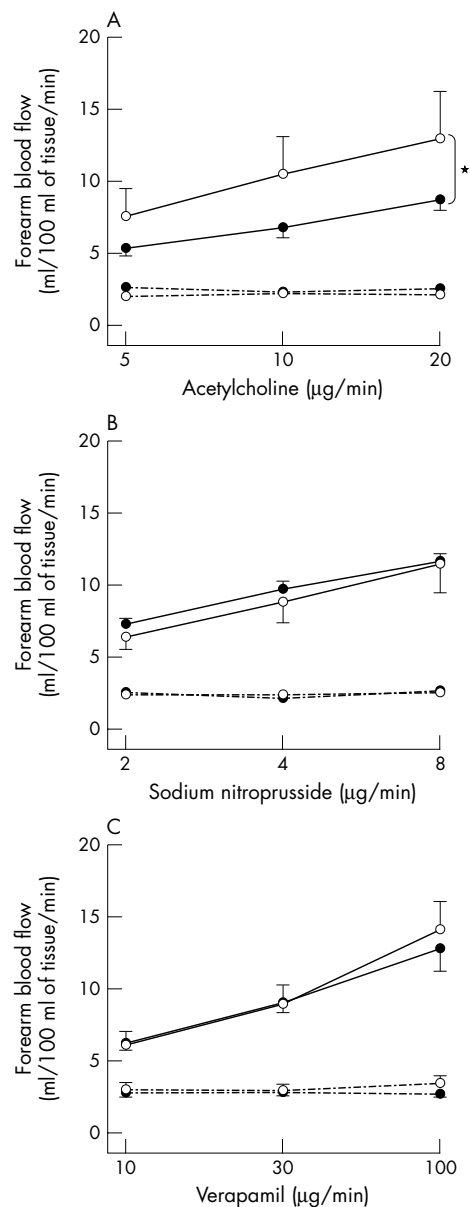 A
20
15
10
5
0
Forearm blood flow
(ml/100 ml of tissue/min)
★
5 10 20
Acetylcholine (µg/min)
B
20
15
10
5
0
Forearm blood flow
(ml/100 ml of tissue/min)
2 4 8
Sodium nitroprusside (µg/min)
C
20
15
10
5
0
Forearm blood flow
(ml/100 ml of tissue/min)
10 30 100
Verapamil (µg/min)